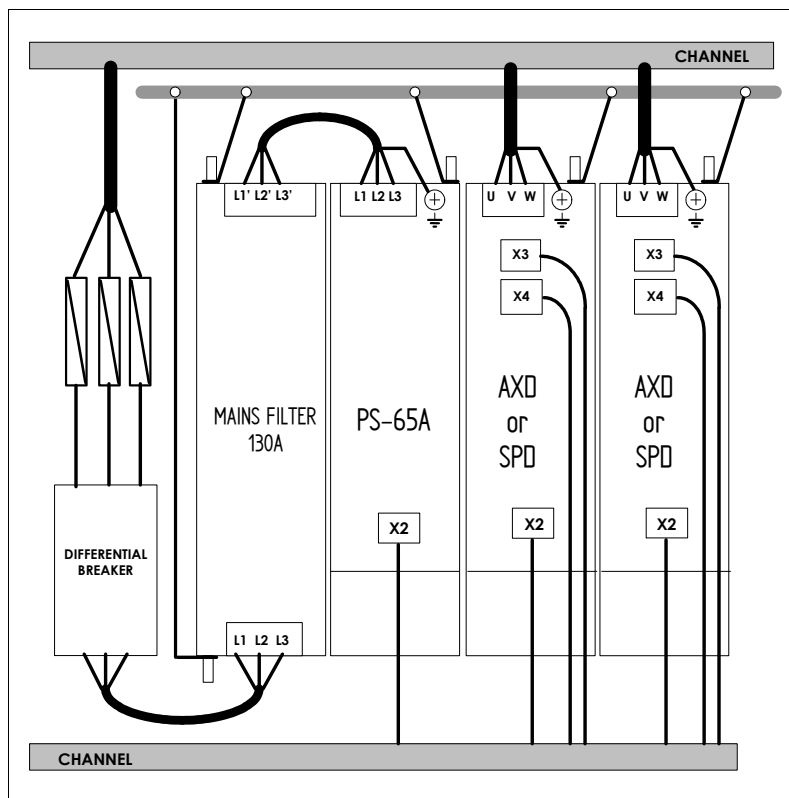 CHANNEL
L1' L2' L3'
L1 L2 L3
U V W
U V W
X3
X3
X4
X4
MAINS FILTER
130A
PS-65A
AXD
or
SPD
AXD
or
SPD
X2
X2
X2
DIFFERENTIAL
BREAKER
L1 L2 L3
CHANNEL